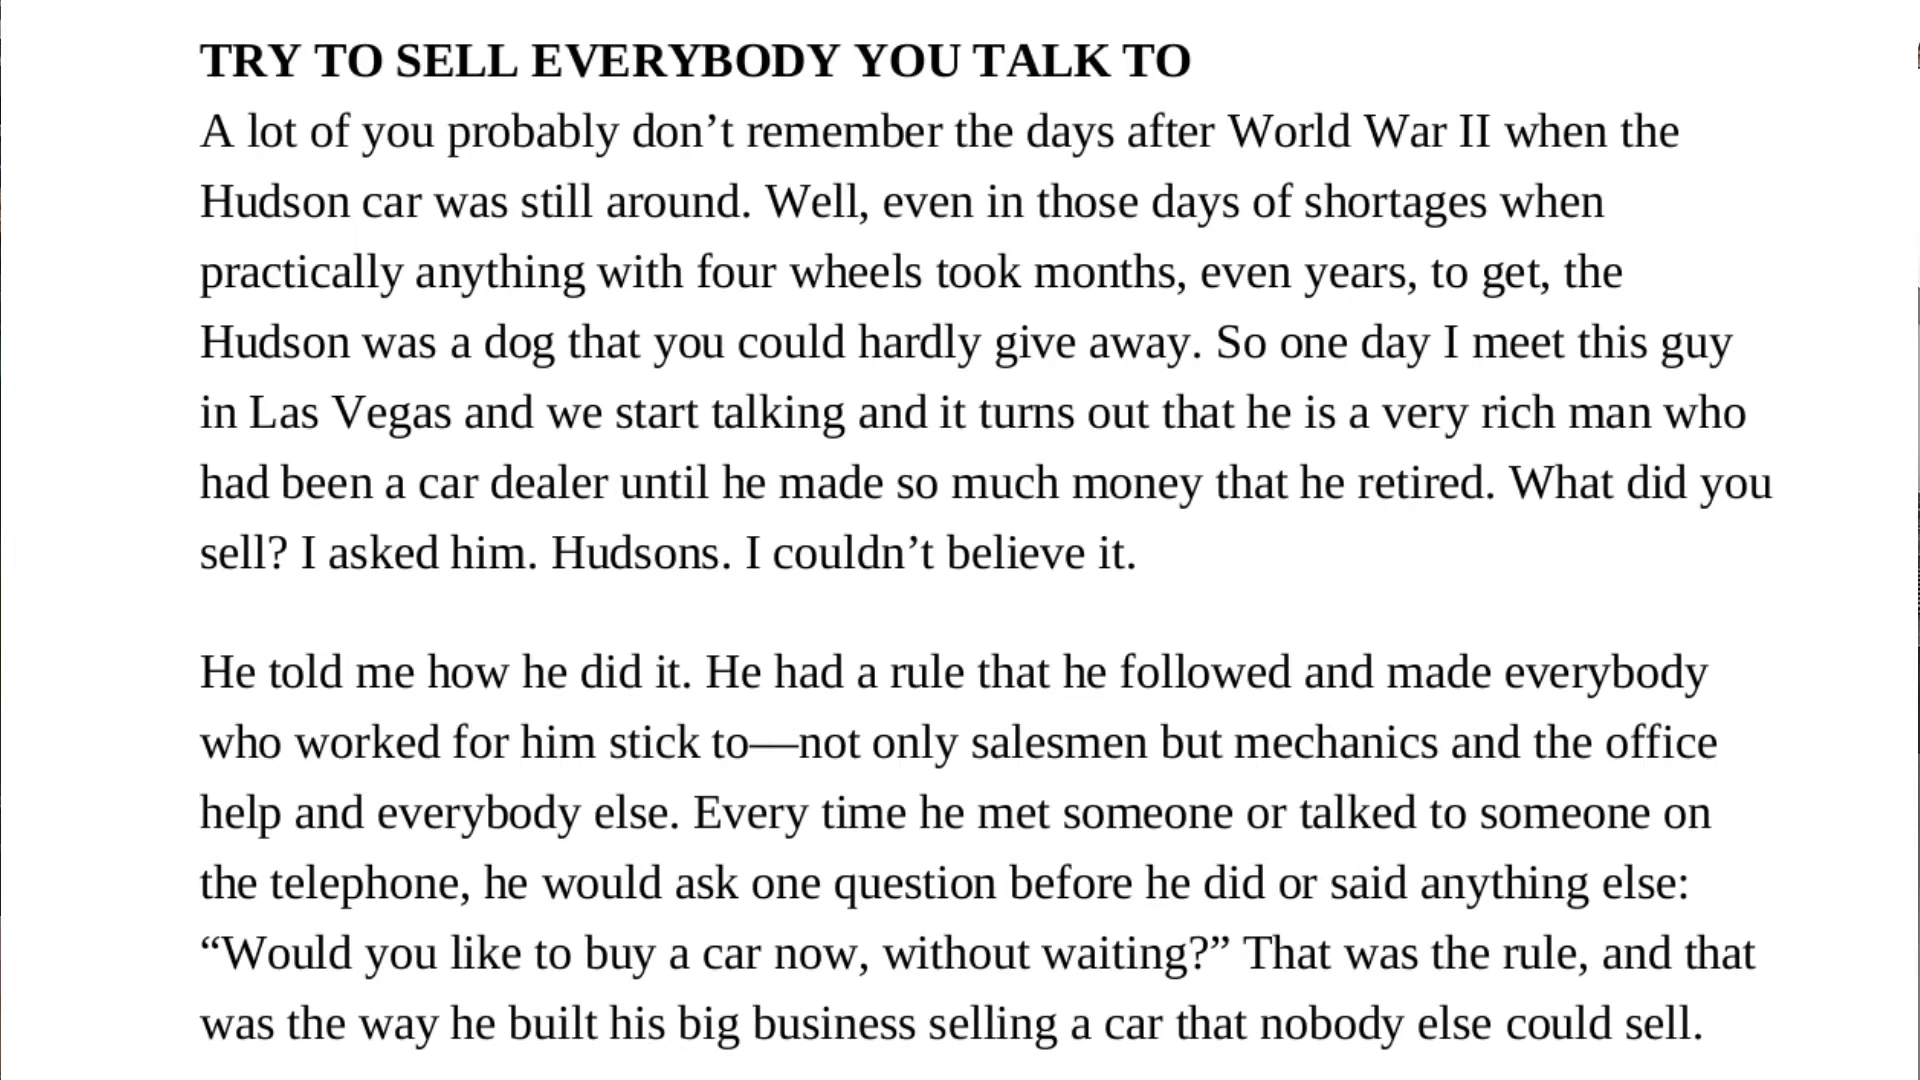 TRY TO SELL EVERYBODY YOU TALK TO
A lot of you probably don’t remember the days after World War II when the
Hudson car was still around. Well, even in those days of shortages when
practically anything with four wheels took months, even years, to get, the
Hudson was a dog that you could hardly give away. So one day I meet this guy
in Las Vegas and we start talking and it turns out that he is a very rich man who
had been a car dealer until he made so much money that he retired. What did you
sell? I asked him. Hudsons. I couldn’t believe it.
He told me how he did it. He had a rule that he followed and made everybody
who worked for him stick to—not only salesmen but mechanics and the office
help and everybody else. Every time he met someone or talked to someone on
the telephone, he would ask one question before he did or said anything else:
“Would you like to buy a car now, without waiting?” That was the rule, and that
was the way he built his big business selling a car that nobody else could sell.